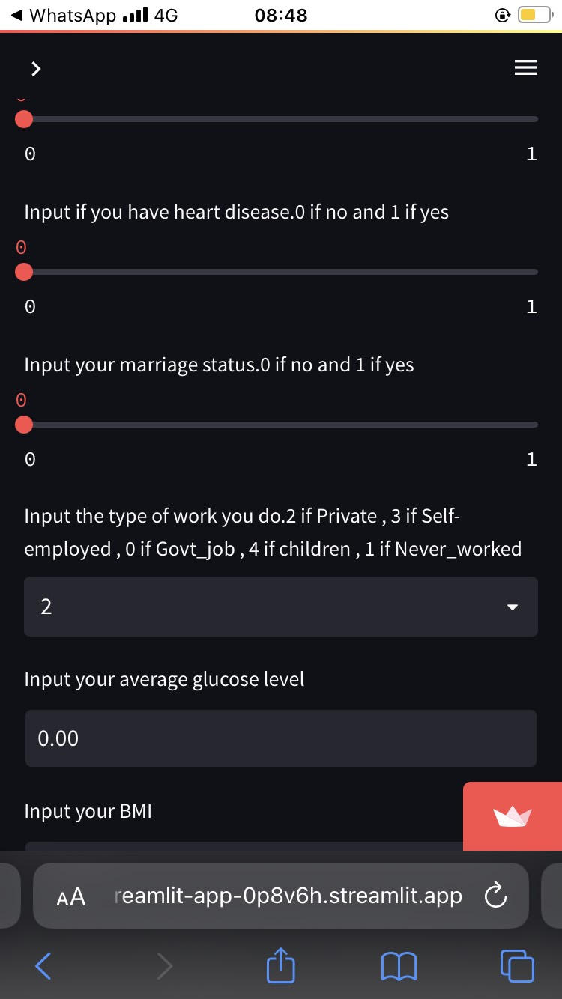 WhatsApp 4G 08:48
0 1
Input if you have heart disease.0 if no and 1 if yes
0
0 1
Input your marriage status.0 if no and 1 if yes
0
0 1
Input the type of work you do.2 if Private , 3 if Self-
employed , 0 if Govt_job , 4 if children , 1 if Never_worked
2
Input your average glucose level
0.00
Input your BMI
AA reamlit-app-0p8v6h.streamlit.app